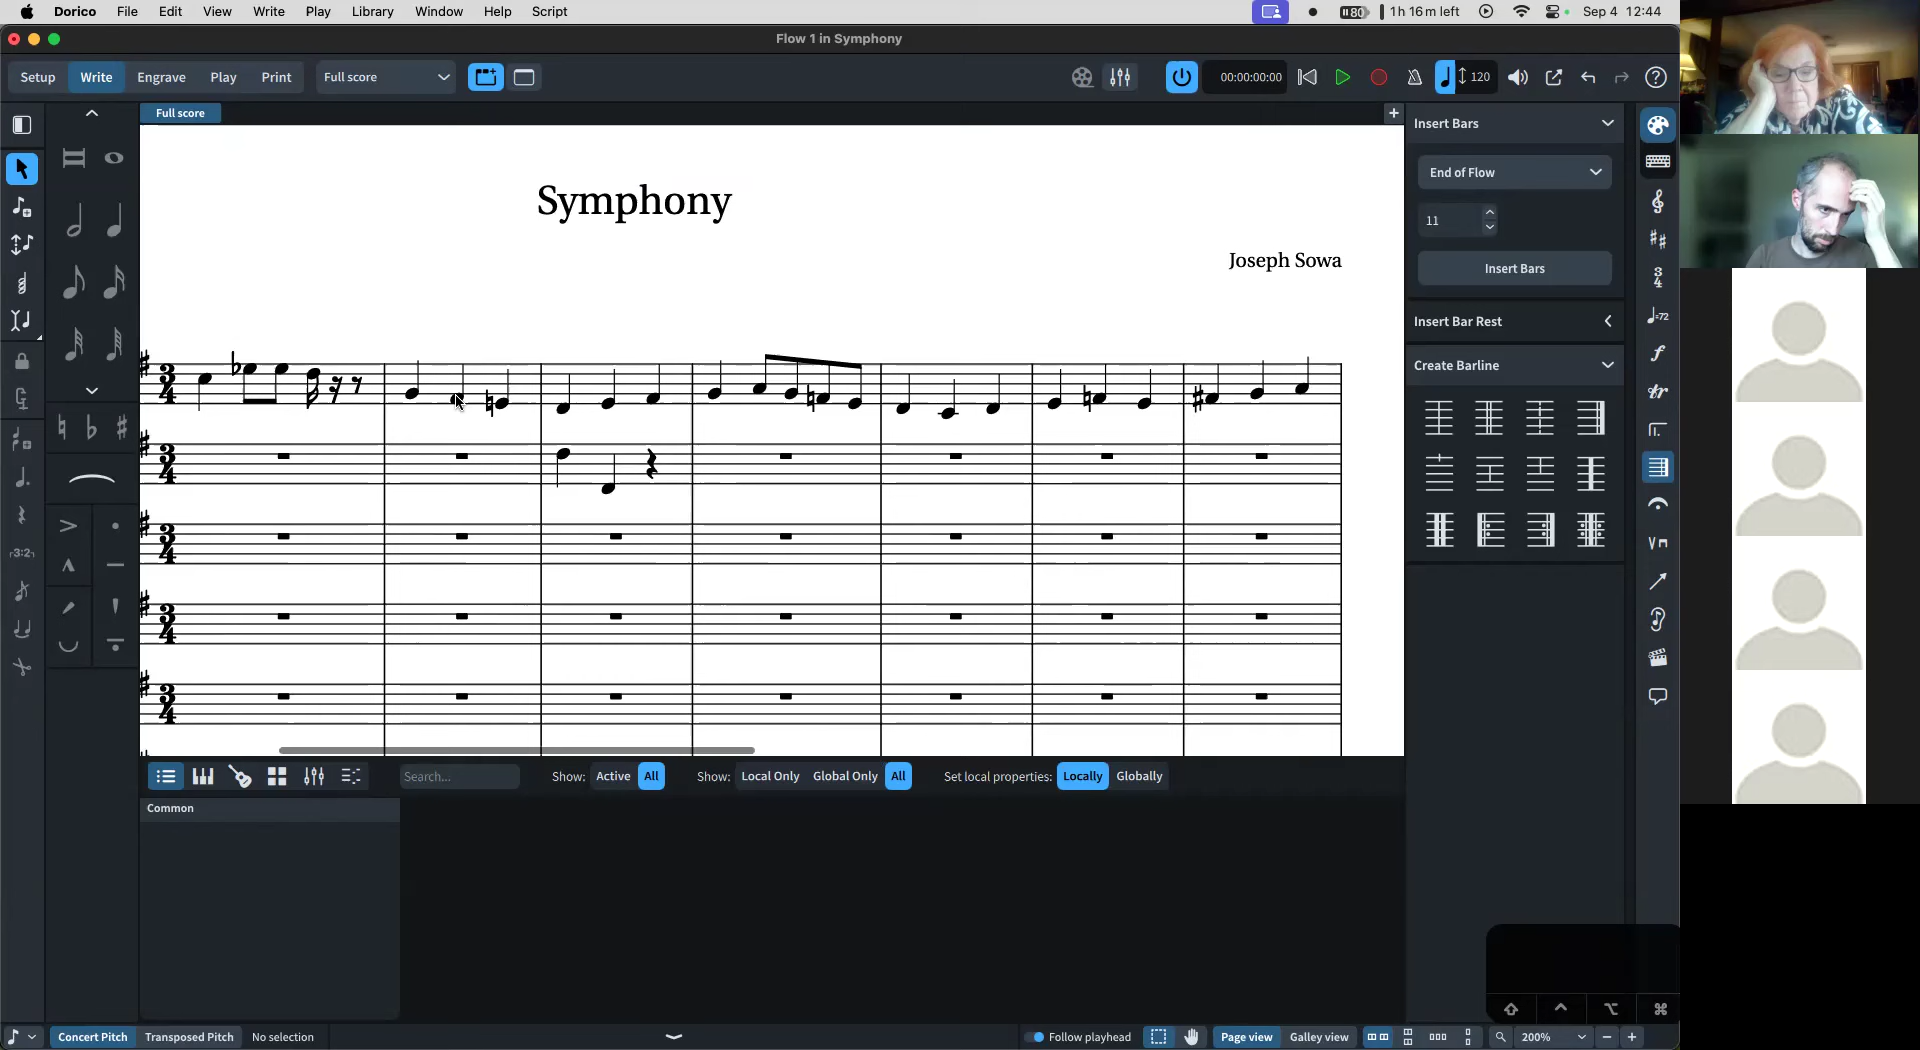 Dorico File Edit View Write Play Library Window Help Script 80 1h 16m left Sep 4 12:44
Flow 1 in Symphony
Setup Write Engrave Play Print Full score 00:00:00:00 120
Full score
Insert Bars
End of Flow
11
Insert Bars
Insert Bar Rest
Create Barline
Symphony
Joseph Sowa
3:2
=72
Search... Show: Active All Show: Local Only Global Only All Set local properties: Locally Globally
Common
Concert Pitch Transposed Pitch No selection Follow playhead Page view Galley view 200%